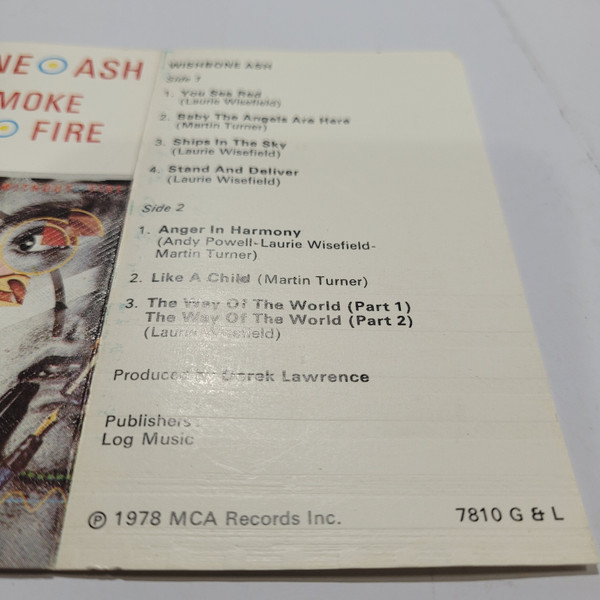 NE ASH
MOKE
FIRE
WISHBONE ASH
Side 1
1. You See Red
(Laurie Wisefield)
2. Baby The Angels Are Here
(Martin Turner)
3. Ships In The Sky
(Laurie Wisefield)
4. Stand And Deliver
(Laurie Wisefield)
Side 2
1. Anger In Harmony
(Andy Powell-Laurie Wisefield-
Martin Turner)
2. Like A Child (Martin Turner)
3. The Way Of The World (Part 1)
The Way Of The World (Part 2)
(Laurie Wisefield)
Produced by Derek Lawrence
Publishers:
Log Music
℗ 1978 MCA Records Inc.
7810 G & L